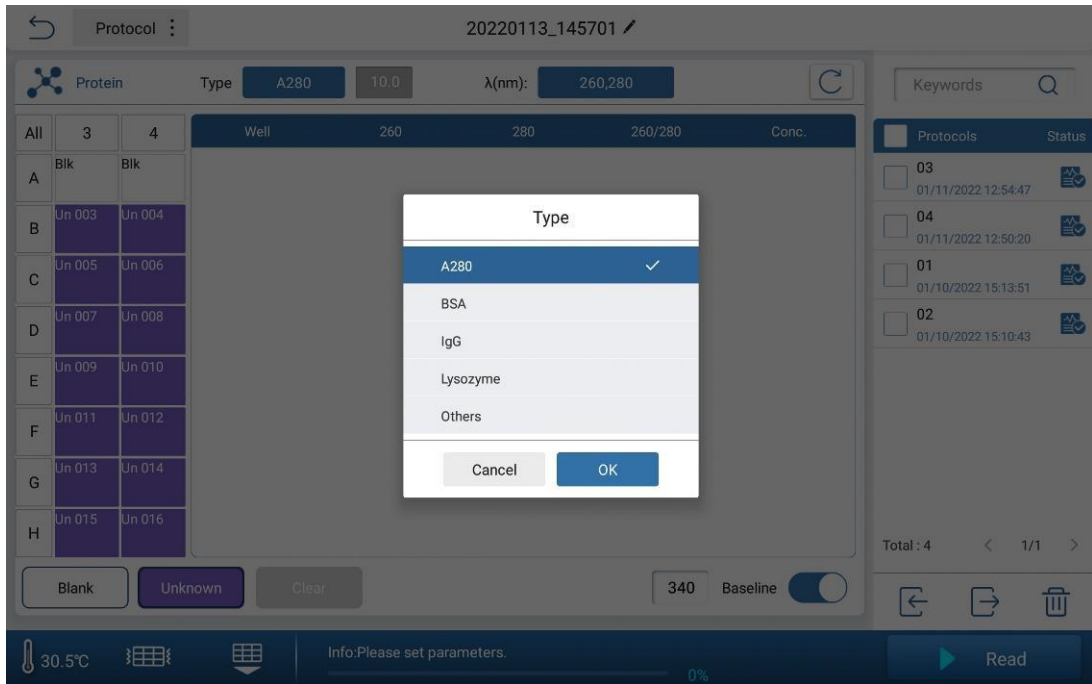 Protocol
20220113_145701
Protein
Type
A280
10.0
λ(nm):
260,280
Keywords
All
3
4
Well
260
280
260/280
Conc.
Protocols
Status
A
Blk
Blk
03
01/11/2022 12:54:47
B
Un 003
Un 004
04
01/11/2022 12:50:20
C
Un 005
Un 006
01
01/10/2022 15:13:51
D
Un 007
Un 008
02
01/10/2022 15:10:43
E
Un 009
Un 010
F
Un 011
Un 012
G
Un 013
Un 014
H
Un 015
Un 016
Type
A280
BSA
IgG
Lysozyme
Others
Cancel
OK
Total : 4
1/1
Blank
Unknown
Clear
340
Baseline
30.5℃
Info:Please set parameters.
0%
Read